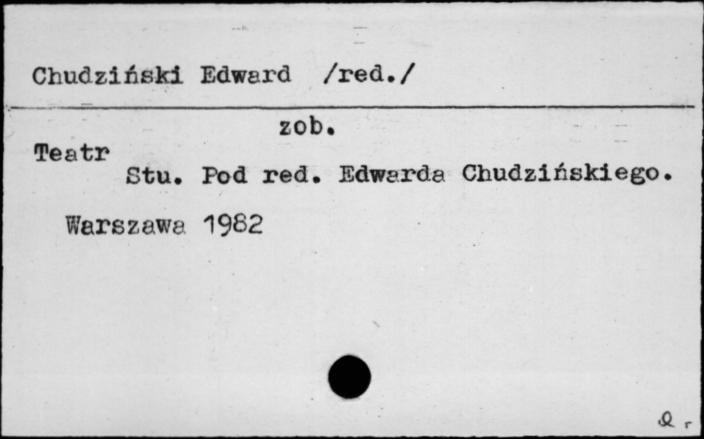 Chudziński Edward /red./
zob.
Teatr
Stu. Pod red. Edwarda Chudzińskiego.
Warszawa 1982